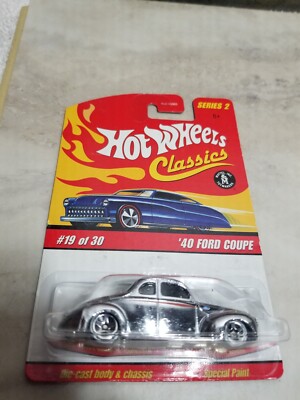 SERIES 2
Hot Wheels
Classics
#19 of 30
'40 FORD COUPE
die-cast body & chassis
Special Paint